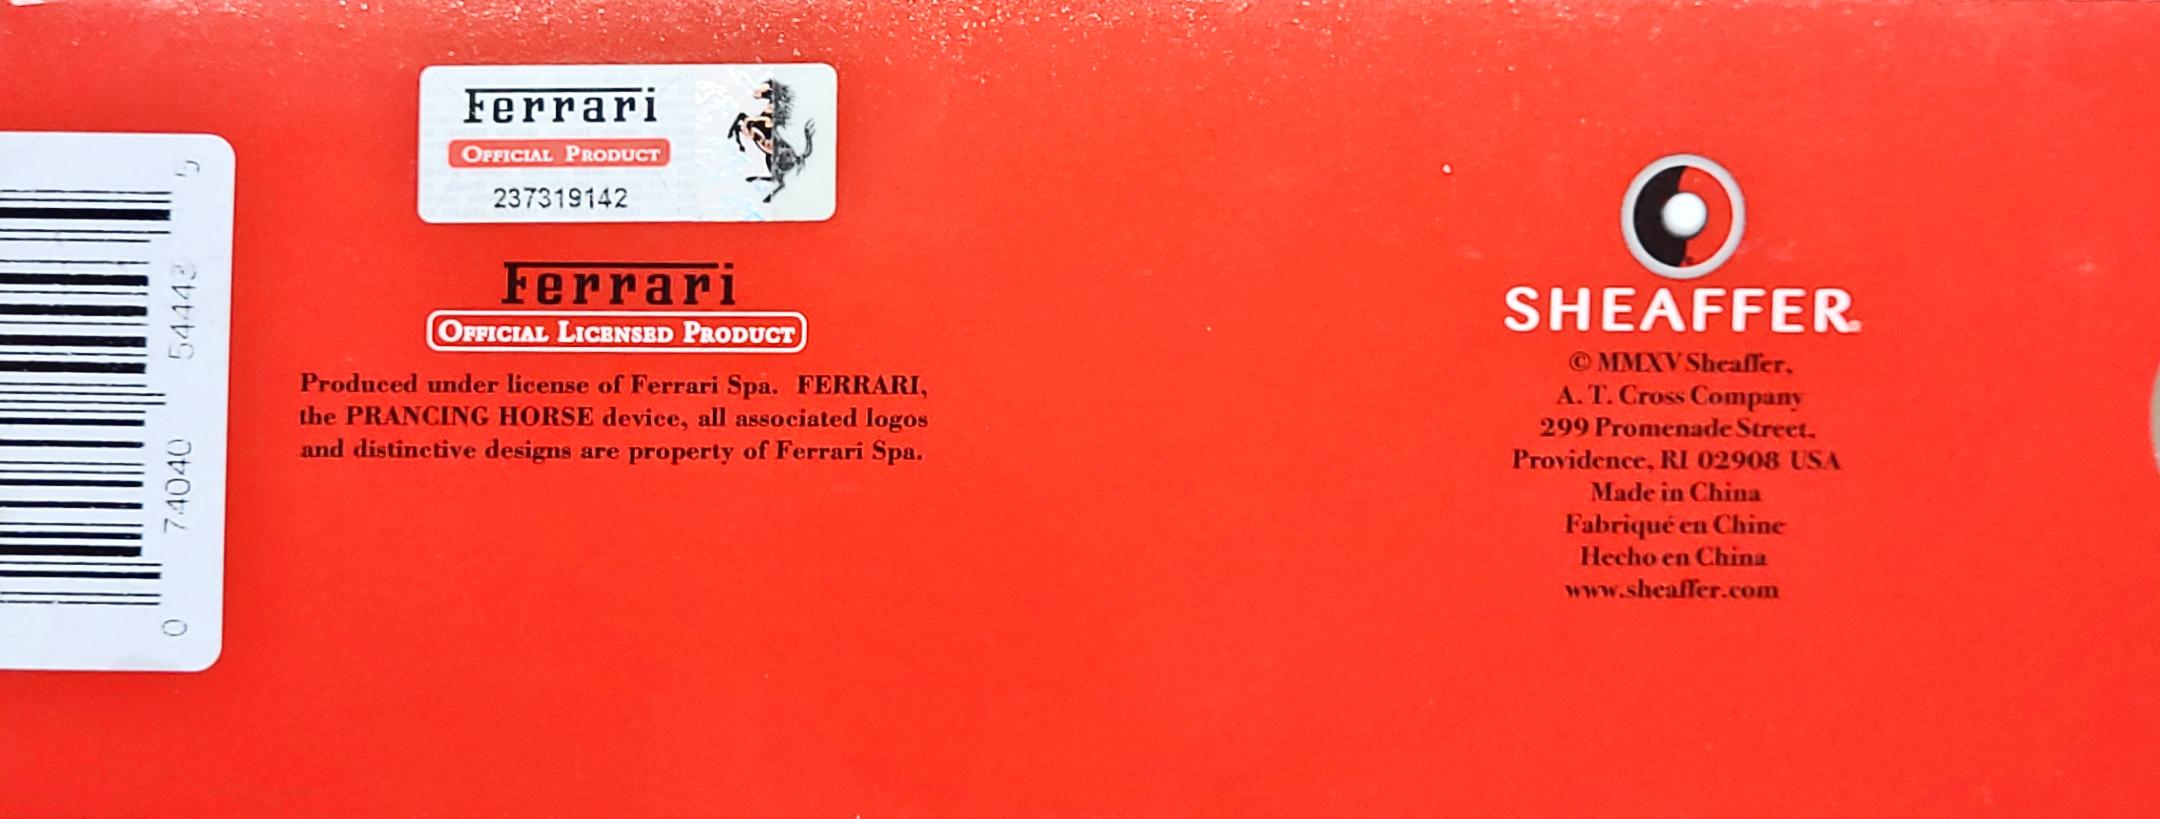 0 74040 54443 5
Ferrari
OFFICIAL PRODUCT
237319142
Ferrari
OFFICIAL LICENSED PRODUCT
Produced under license of Ferrari Spa. FERRARI,
the PRANCING HORSE device, all associated logos
and distinctive designs are property of Ferrari Spa.
SHEAFFER®
© MMXV Sheaffer,
A. T. Cross Company
299 Promenade Street,
Providence, RI 02908 USA
Made in China
Fabriqué en Chine
Hecho en China
www.sheaffer.com